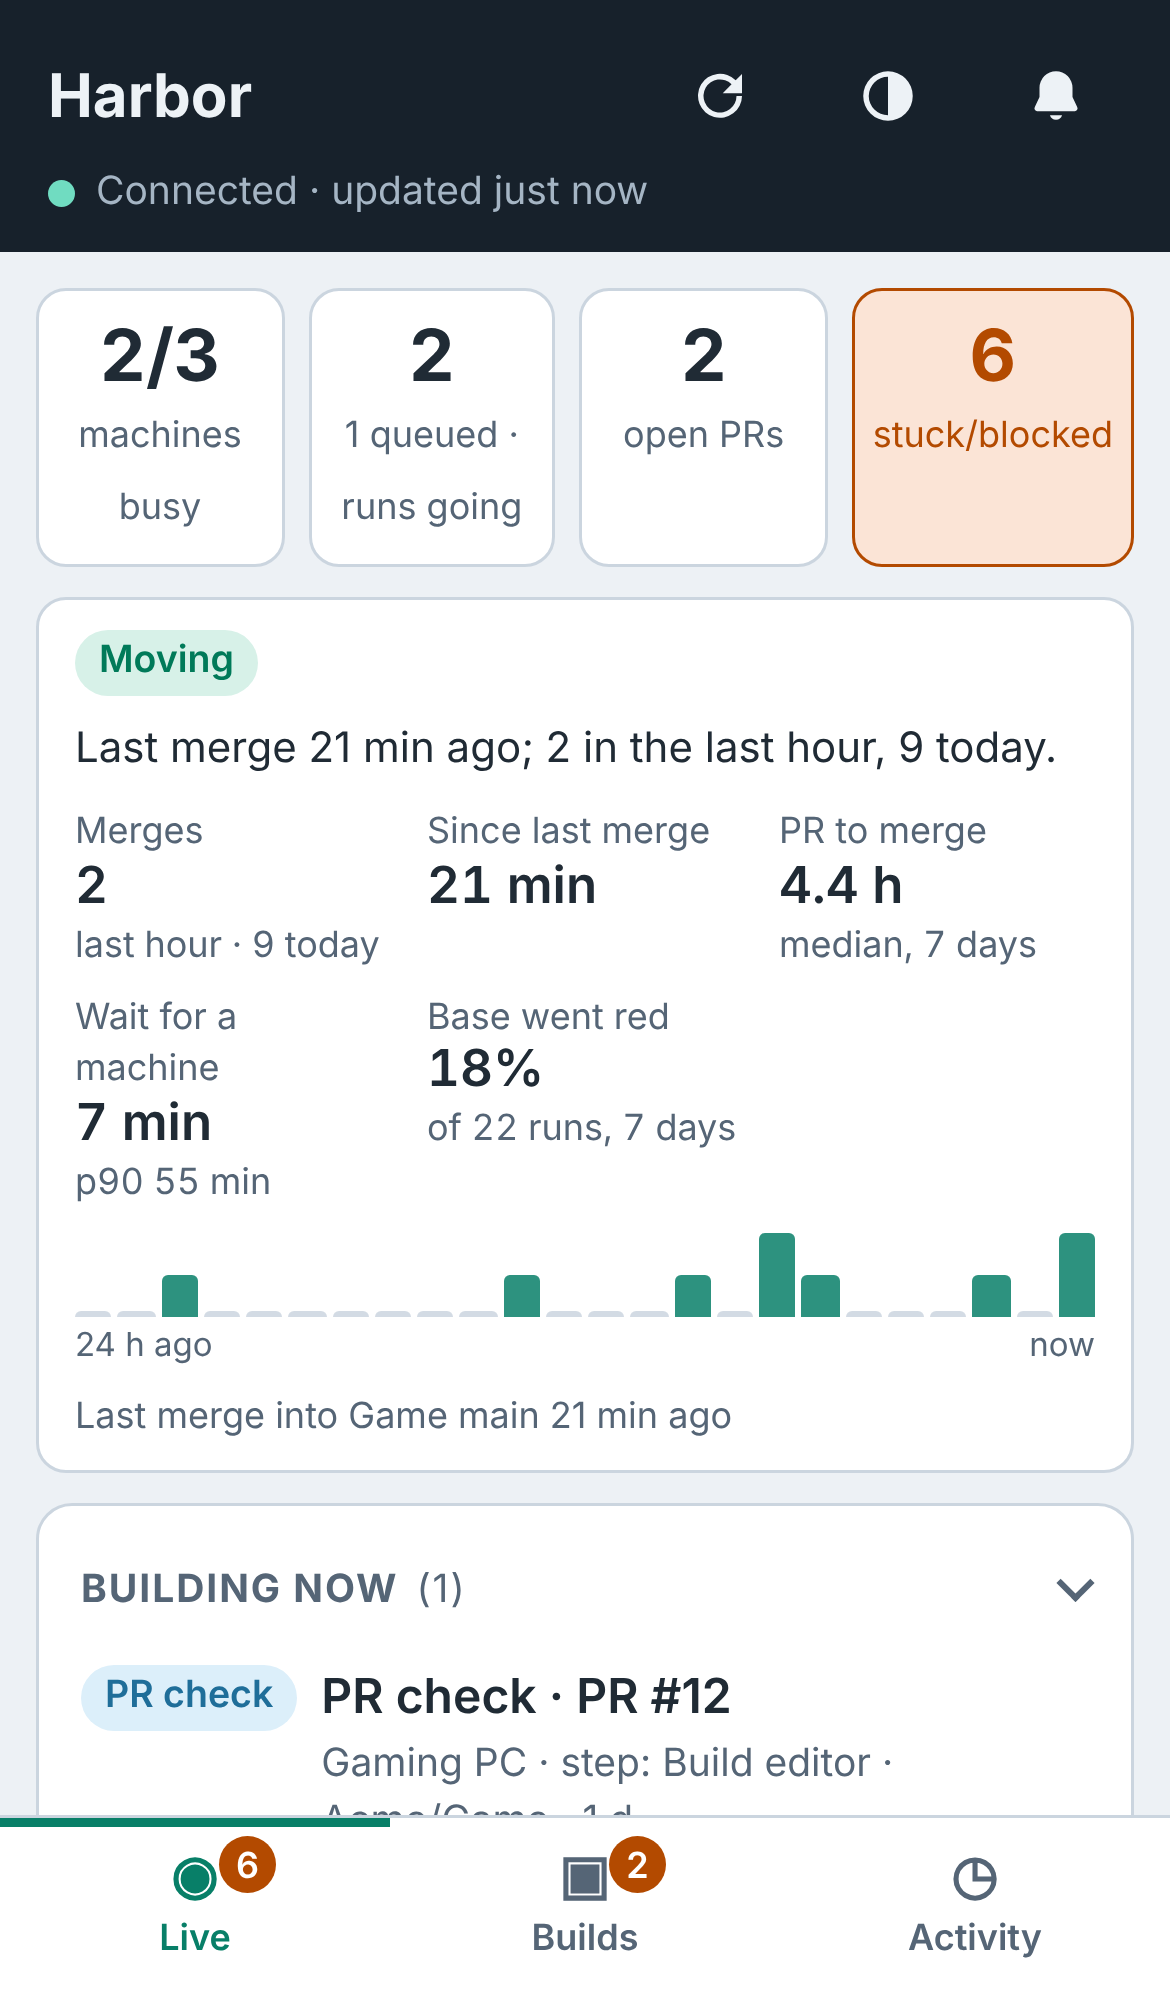 Harbor
Connected · updated just now
2/3
machines
busy
2
1 queued ·
runs going
2
open PRs
6
stuck/blocked
Moving
Last merge 21 min ago; 2 in the last hour, 9 today.
Merges
2
last hour · 9 today
Since last merge
21 min
PR to merge
4.4 h
median, 7 days
Wait for a
machine
7 min
p90 55 min
Base went red
18%
of 22 runs, 7 days
24 h ago
now
Last merge into Game main 21 min ago
BUILDING NOW (1)
PR check
PR check · PR #12
Gaming PC · step: Build editor ·
6
Live
2
Builds
Activity